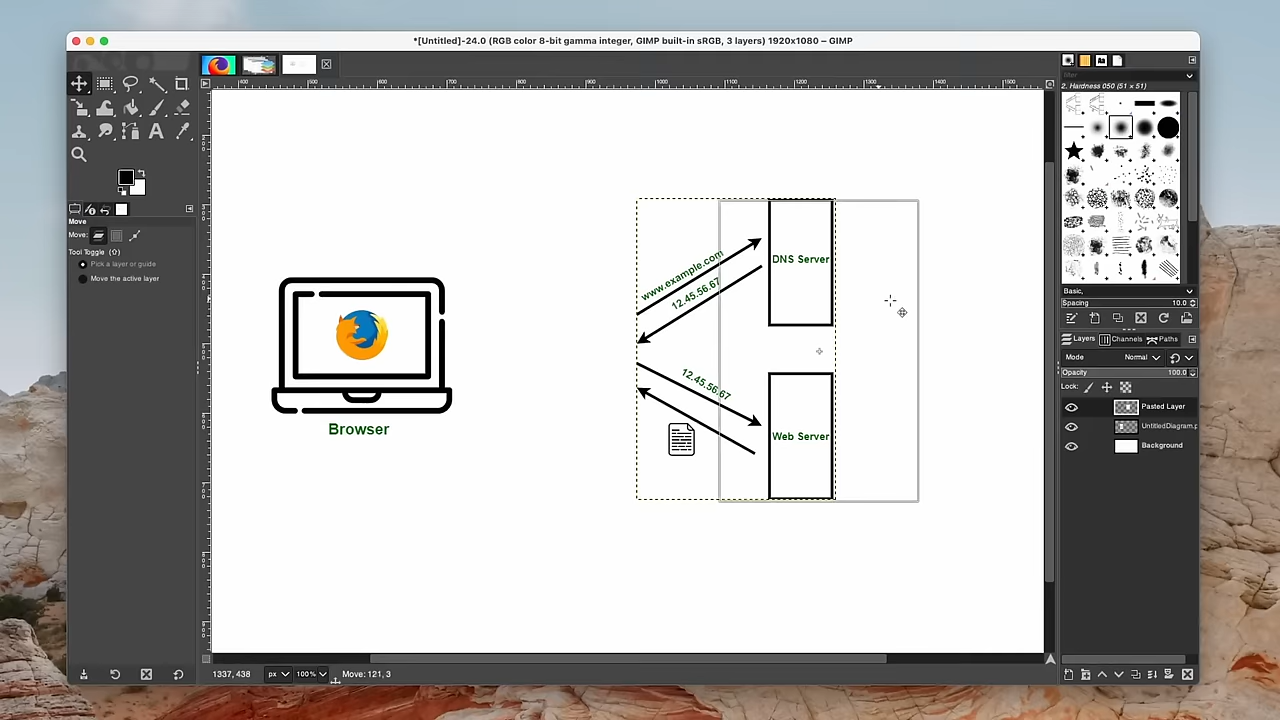 *[Untitled]-24.0 (RGB color 8-bit gamma integer, GIMP built-in sRGB, 3 layers) 1920x1080 – GIMP
filter
2. Hardness 050 (51 × 51)
Move
Move:
Tool Toggle (⇧)
Pick a layer or guide
Move the active layer
www.example.com
12.45.56.67
DNS Server
12.45.56.67
Web Server
Browser
Basic,
Spacing 10.0
Layers Channels Paths
Mode Normal
Opacity 100.0
Lock:
Pasted Layer
UntitledDiagram.p
Background
1337, 438 px 100% Move: 121, 3